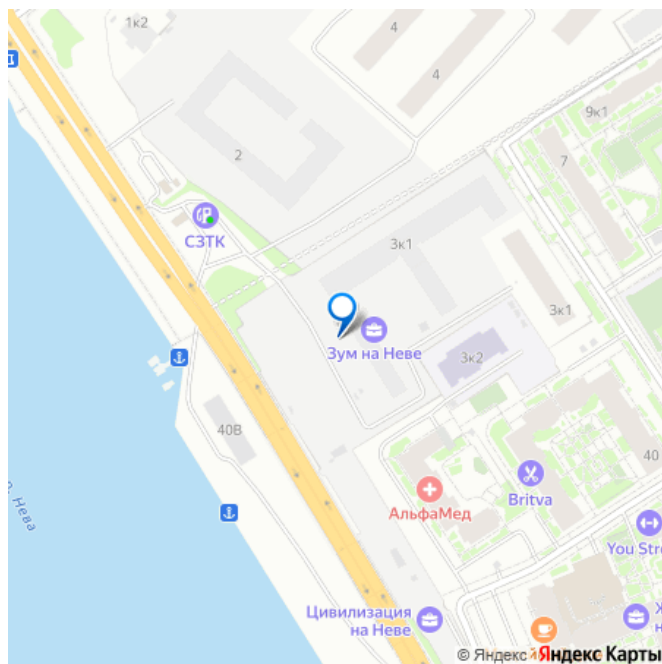 1к2
4
4
9к1
2
7
СЗТК
3к1
3к1
Зум на Неве
3к2
40В
р. Нева
40
АльфаМед
Britva
You Str
Цивилизация
на Неве
Ж
н
© Яндекс
Яндекс Карты